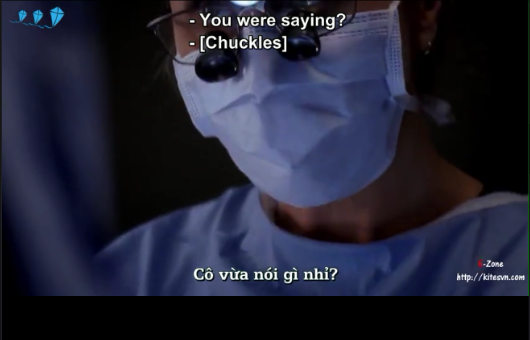 - You were saying?
- [Chuckles]
Cô vừa nói gì nhỉ?
K-Zone
http://kitesvn.com